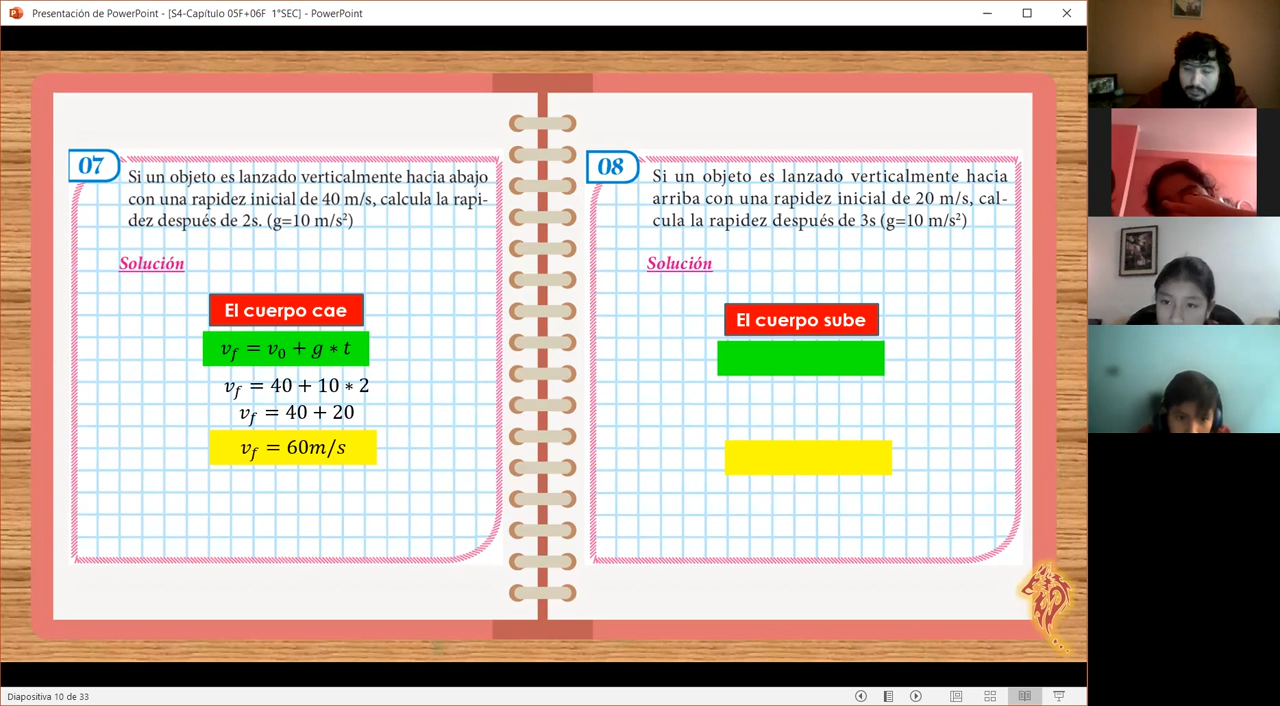 Presentación de PowerPoint - [S4-Capítulo 05F+06F 1°SEC] - PowerPoint
07
Si un objeto es lanzado verticalmente hacia abajo
con una rapidez inicial de 40 m/s, calcula la rapi-
dez después de 2s. (g=10 m/s²)
Solución
El cuerpo cae
v_f = v_0 + g * t
v_f = 40 + 10 * 2
v_f = 40 + 20
v_f = 60m/s
08
Si un objeto es lanzado verticalmente hacia
arriba con una rapidez inicial de 20 m/s, cal-
cula la rapidez después de 3s (g=10 m/s²)
Solución
El cuerpo sube
Diapositiva 10 de 33